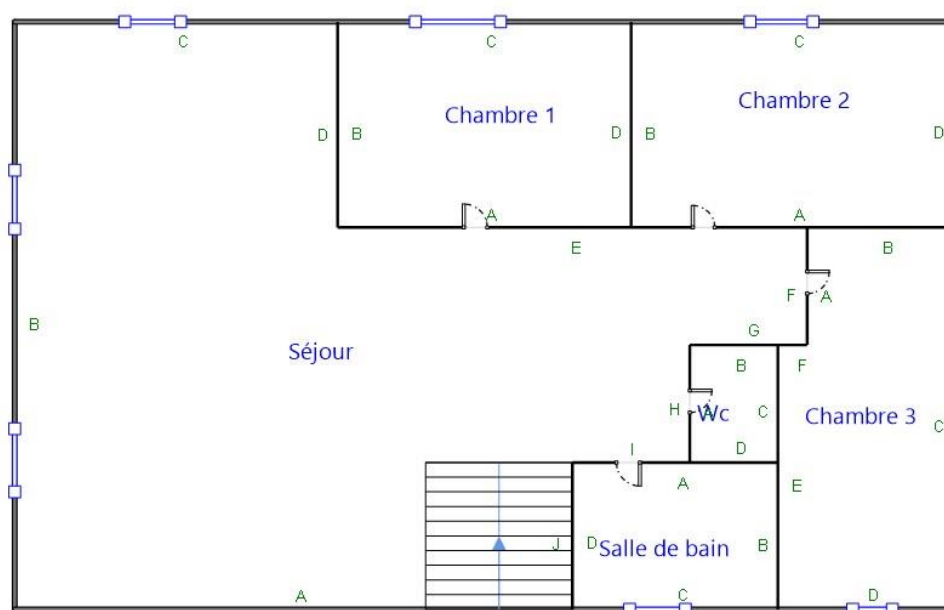 C C C
Chambre 2
Chambre 1
D B D B D
A A
E B
F A
B
G
Séjour
B F
H A C
Wc Chambre 3
C
I D
A E
J D Salle de bain B
A C D